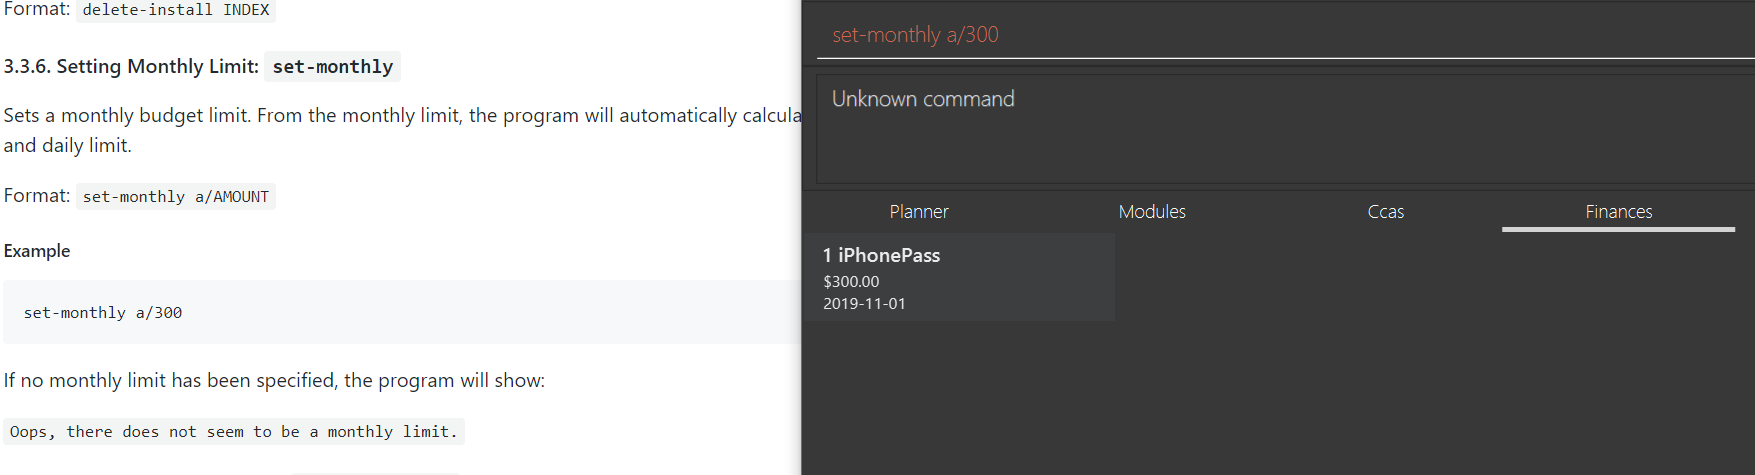 Format: delete-install INDEX
3.3.6. Setting Monthly Limit: set-monthly
Sets a monthly budget limit. From the monthly limit, the program will automatically calcula
and daily limit.
Format: set-monthly a/AMOUNT
Example
set-monthly a/300
If no monthly limit has been specified, the program will show:
Oops, there does not seem to be a monthly limit.
set-monthly a/300
Unknown command
Planner Modules Ccas Finances
1 iPhonePass
$300.00
2019-11-01